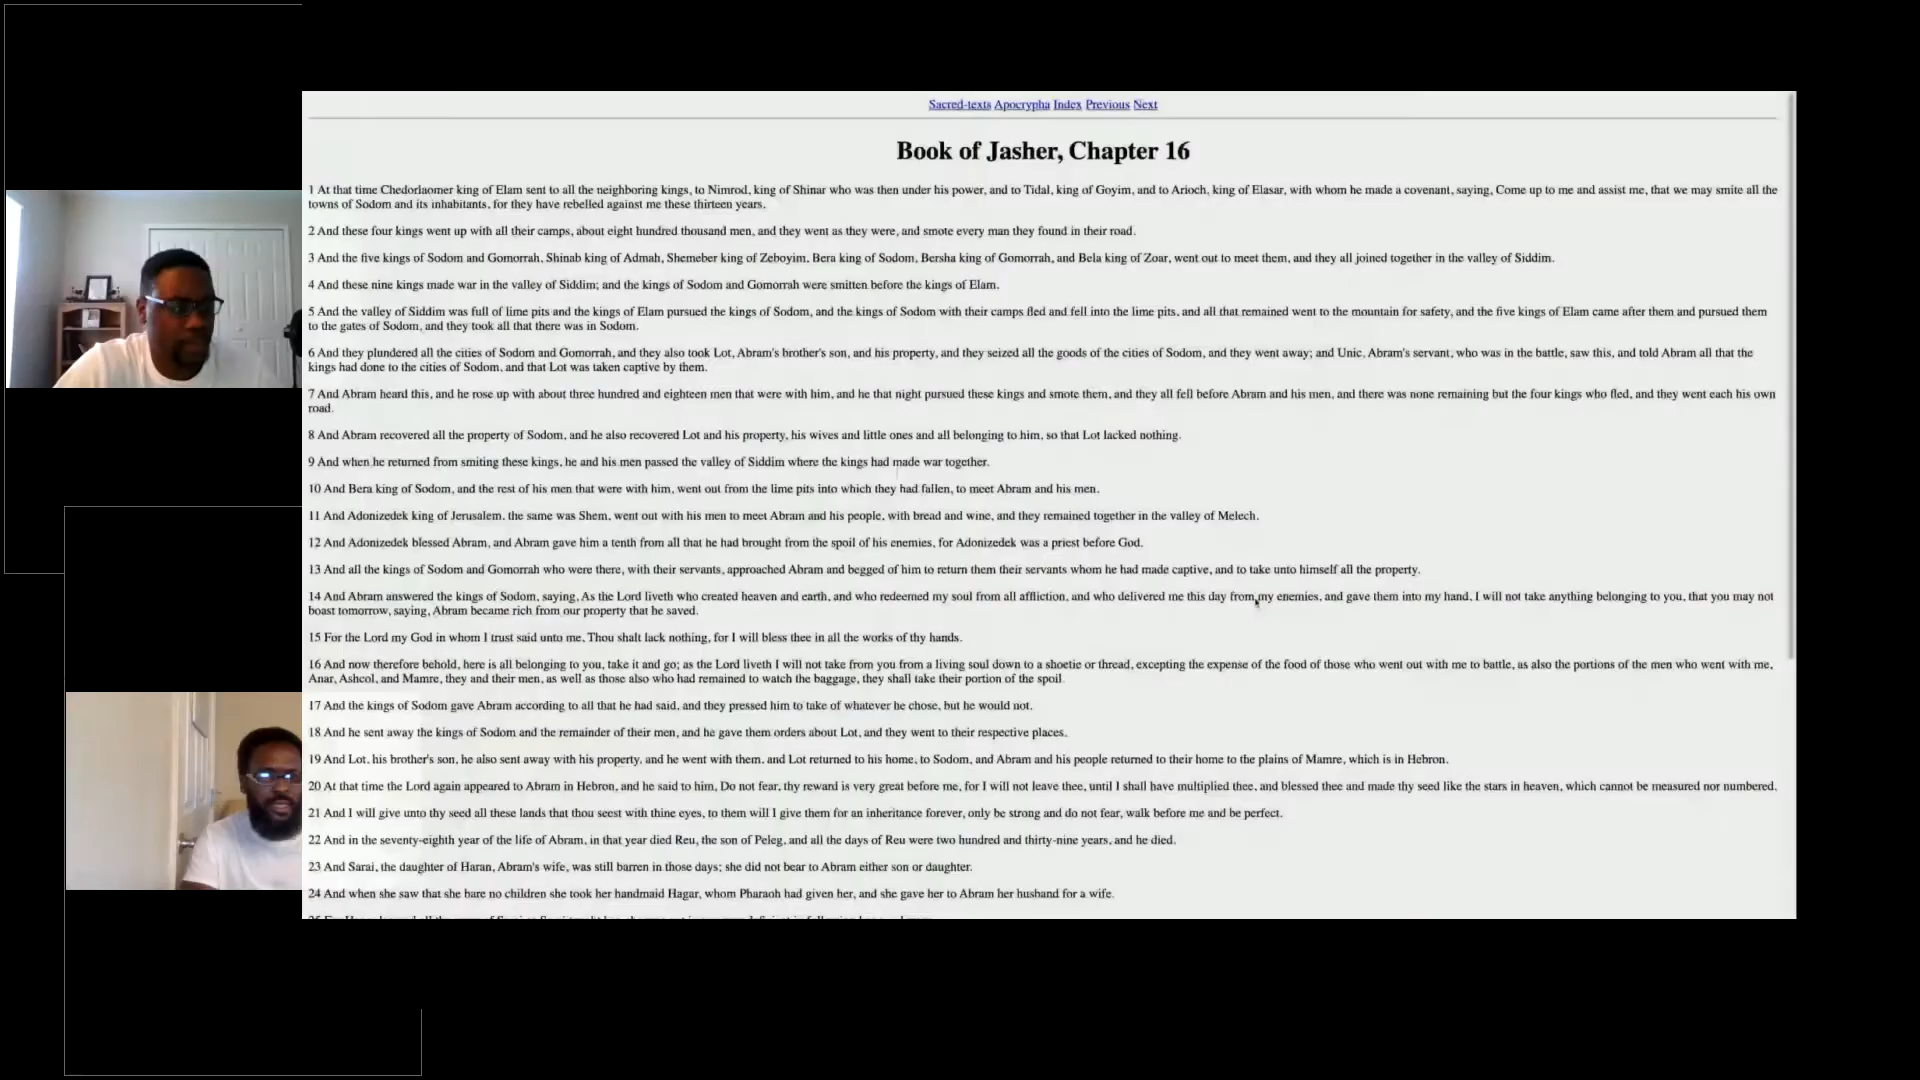 Sacred-texts Apocrypha Index Previous Next
Book of Jasher, Chapter 16
1 At that time Chedorlaomer king of Elam sent to all the neighboring kings, to Nimrod, king of Shinar who was then under his power, and to Tidal, king of Goyim, and to Arioch, king of Elasar, with whom he made a covenant, saying, Come up to me and assist me, that we may smite all the
towns of Sodom and its inhabitants, for they have rebelled against me these thirteen years.
2 And these four kings went up with all their camps, about eight hundred thousand men, and they went as they were, and smote every man they found in their road.
3 And the five kings of Sodom and Gomorrah, Shinab king of Admah, Shemeber king of Zeboyim, Bera king of Sodom, Bersha king of Gomorrah, and Bela king of Zoar, went out to meet them, and they all joined together in the valley of Siddim.
4 And these nine kings made war in the valley of Siddim; and the kings of Sodom and Gomorrah were smitten before the kings of Elam.
5 And the valley of Siddim was full of lime pits and the kings of Elam pursued the kings of Sodom, and the kings of Sodom with their camps fled and fell into the lime pits, and all that remained went to the mountain for safety, and the five kings of Elam came after them and pursued them
to the gates of Sodom, and they took all that there was in Sodom.
6 And they plundered all the cities of Sodom and Gomorrah, and they also took Lot, Abram's brother's son, and his property, and they seized all the goods of the cities of Sodom, and they went away; and Unic, Abram's servant, who was in the battle, saw this, and told Abram all that the
kings had done to the cities of Sodom, and that Lot was taken captive by them.
7 And Abram heard this, and he rose up with about three hundred and eighteen men that were with him, and he that night pursued these kings and smote them, and they all fell before Abram and his men, and there was none remaining but the four kings who fled, and they went each his own
road.
8 And Abram recovered all the property of Sodom, and he also recovered Lot and his property, his wives and little ones and all belonging to him, so that Lot lacked nothing.
9 And when he returned from smiting these kings, he and his men passed the valley of Siddim where the kings had made war together.
10 And Bera king of Sodom, and the rest of his men that were with him, went out from the lime pits into which they had fallen, to meet Abram and his men.
11 And Adonizedek king of Jerusalem, the same was Shem, went out with his men to meet Abram and his people, with bread and wine, and they remained together in the valley of Melech.
12 And Adonizedek blessed Abram, and Abram gave him a tenth from all that he had brought from the spoil of his enemies, for Adonizedek was a priest before God.
13 And all the kings of Sodom and Gomorrah who were there, with their servants, approached Abram and begged of him to return them their servants whom he had made captive, and to take unto himself all the property.
14 And Abram answered the kings of Sodom, saying, As the Lord liveth who created heaven and earth, and who redeemed my soul from all affliction, and who delivered me this day from my enemies, and gave them into my hand, I will not take anything belonging to you, that you may not
boast tomorrow, saying, Abram became rich from our property that he saved.
15 For the Lord my God in whom I trust said unto me, Thou shalt lack nothing, for I will bless thee in all the works of thy hands.
16 And now therefore behold, here is all belonging to you, take it and go; as the Lord liveth I will not take from you from a living soul down to a shoetie or thread, excepting the expense of the food of those who went out with me to battle, as also the portions of the men who went with me,
Anar, Ashcol, and Mamre, they and their men, as well as those also who had remained to watch the baggage, they shall take their portion of the spoil.
17 And the kings of Sodom gave Abram according to all that he had said, and they pressed him to take of whatever he chose, but he would not.
18 And he sent away the kings of Sodom and the remainder of their men, and he gave them orders about Lot, and they went to their respective places.
19 And Lot, his brother's son, he also sent away with his property, and he went with them, and Lot returned to his home, to Sodom, and Abram and his people returned to their home to the plains of Mamre, which is in Hebron.
20 At that time the Lord again appeared to Abram in Hebron, and he said to him, Do not fear, thy reward is very great before me, for I will not leave thee, until I shall have multiplied thee, and blessed thee and made thy seed like the stars in heaven, which cannot be measured nor numbered.
21 And I will give unto thy seed all these lands that thou seest with thine eyes, to them will I give them for an inheritance forever, only be strong and do not fear, walk before me and be perfect.
22 And in the seventy-eighth year of the life of Abram, in that year died Reu, the son of Peleg, and all the days of Reu were two hundred and thirty-nine years, and he died.
23 And Sarai, the daughter of Haran, Abram's wife, was still barren in those days; she did not bear to Abram either son or daughter.
24 And when she saw that she bare no children she took her handmaid Hagar, whom Pharaoh had given her, and she gave her to Abram her husband for a wife.